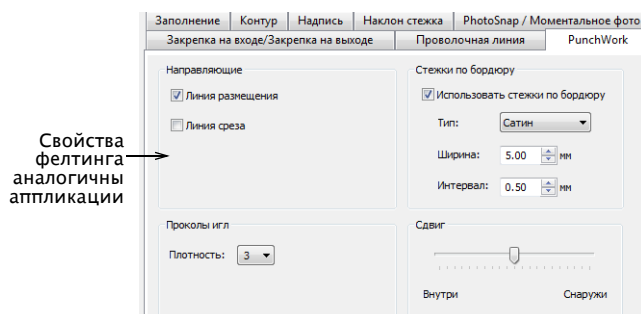 Заполнение Контур Надпись Наклон стежка PhotoSnap / Моментальное фото
Закрепка на входе/Закрепка на выходе Проволочная линия PunchWork
Направляющие
Линия размещения
Линия среза
Стежки по бордюру
Использовать стежки по бордюру
Тип: Сатин
Ширина: 5.00 мм
Интервал: 0.50 мм
Свойства
фелтинга
аналогичны
аппликации
Проколы игл
Плотность: 3
Сдвиг
Внутри Снаружи